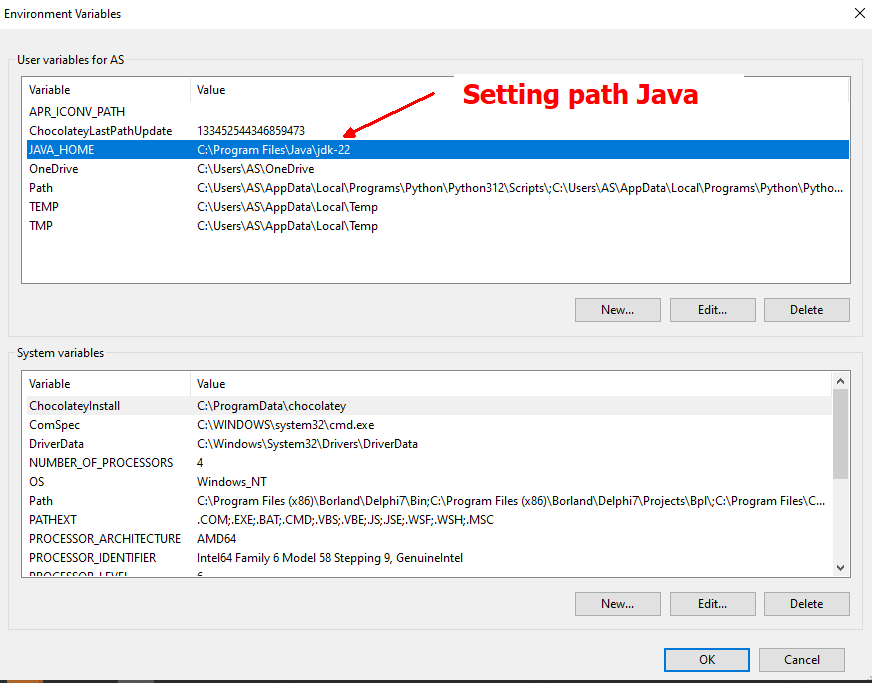 Environment Variables
User variables for AS
Variable Value
Setting path Java
APR_ICONV_PATH
ChocolateyLastPathUpdate 133452544346859473
JAVA_HOME C:\Program Files\Java\jdk-22
OneDrive C:\Users\AS\OneDrive
Path C:\Users\AS\AppData\Local\Programs\Python\Python312\Scripts\;C:\Users\AS\AppData\Local\Programs\Python\Pytho...
TEMP C:\Users\AS\AppData\Local\Temp
TMP C:\Users\AS\AppData\Local\Temp
New... Edit... Delete
System variables
Variable Value
ChocolateyInstall C:\ProgramData\chocolatey
ComSpec C:\WINDOWS\system32\cmd.exe
DriverData C:\Windows\System32\Drivers\DriverData
NUMBER_OF_PROCESSORS 4
OS Windows_NT
Path C:\Program Files (x86)\Borland\Delphi7\Bin;C:\Program Files (x86)\Borland\Delphi7\Projects\Bpl\;C:\Program Files\C...
PATHEXT .COM;.EXE;.BAT;.CMD;.VBS;.VBE;.JS;.JSE;.WSF;.WSH;.MSC
PROCESSOR_ARCHITECTURE AMD64
PROCESSOR_IDENTIFIER Intel64 Family 6 Model 58 Stepping 9, GenuineIntel
PROCESSOR_LEVEL 6
New... Edit... Delete
OK Cancel